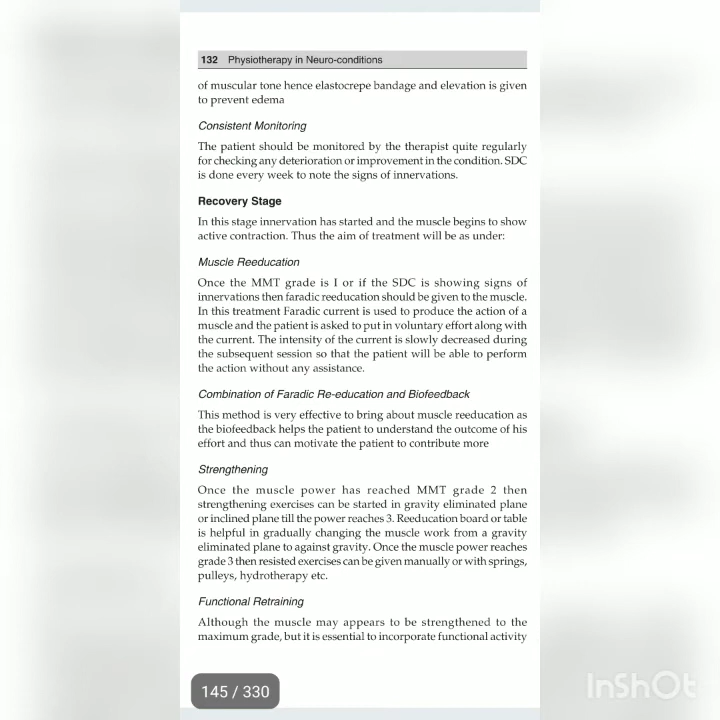 132 Physiotherapy in Neuro-conditions
of muscular tone hence elastocrepe bandage and elevation is given
to prevent edema
Consistent Monitoring
The patient should be monitored by the therapist quite regularly
for checking any deterioration or improvement in the condition. SDC
is done every week to note the signs of innervations.
Recovery Stage
In this stage innervation has started and the muscle begins to show
active contraction. Thus the aim of treatment will be as under:
Muscle Reeducation
Once the MMT grade is I or if the SDC is showing signs of
innervations then faradic reeducation should be given to the muscle.
In this treatment Faradic current is used to produce the action of a
muscle and the patient is asked to put in voluntary effort along with
the current. The intensity of the current is slowly decreased during
the subsequent session so that the patient will be able to perform
the action without any assistance.
Combination of Faradic Re-education and Biofeedback
This method is very effective to bring about muscle reeducation as
the biofeedback helps the patient to understand the outcome of his
effort and thus can motivate the patient to contribute more
Strengthening
Once the muscle power has reached MMT grade 2 then
strengthening exercises can be started in gravity eliminated plane
or inclined plane till the power reaches 3. Reeducation board or table
is helpful in gradually changing the muscle work from a gravity
eliminated plane to against gravity. Once the muscle power reaches
grade 3 then resisted exercises can be given manually or with springs,
pulleys, hydrotherapy etc.
Functional Retraining
Although the muscle may appears to be strengthened to the
maximum grade, but it is essential to incorporate functional activity
145 / 330
InShOt